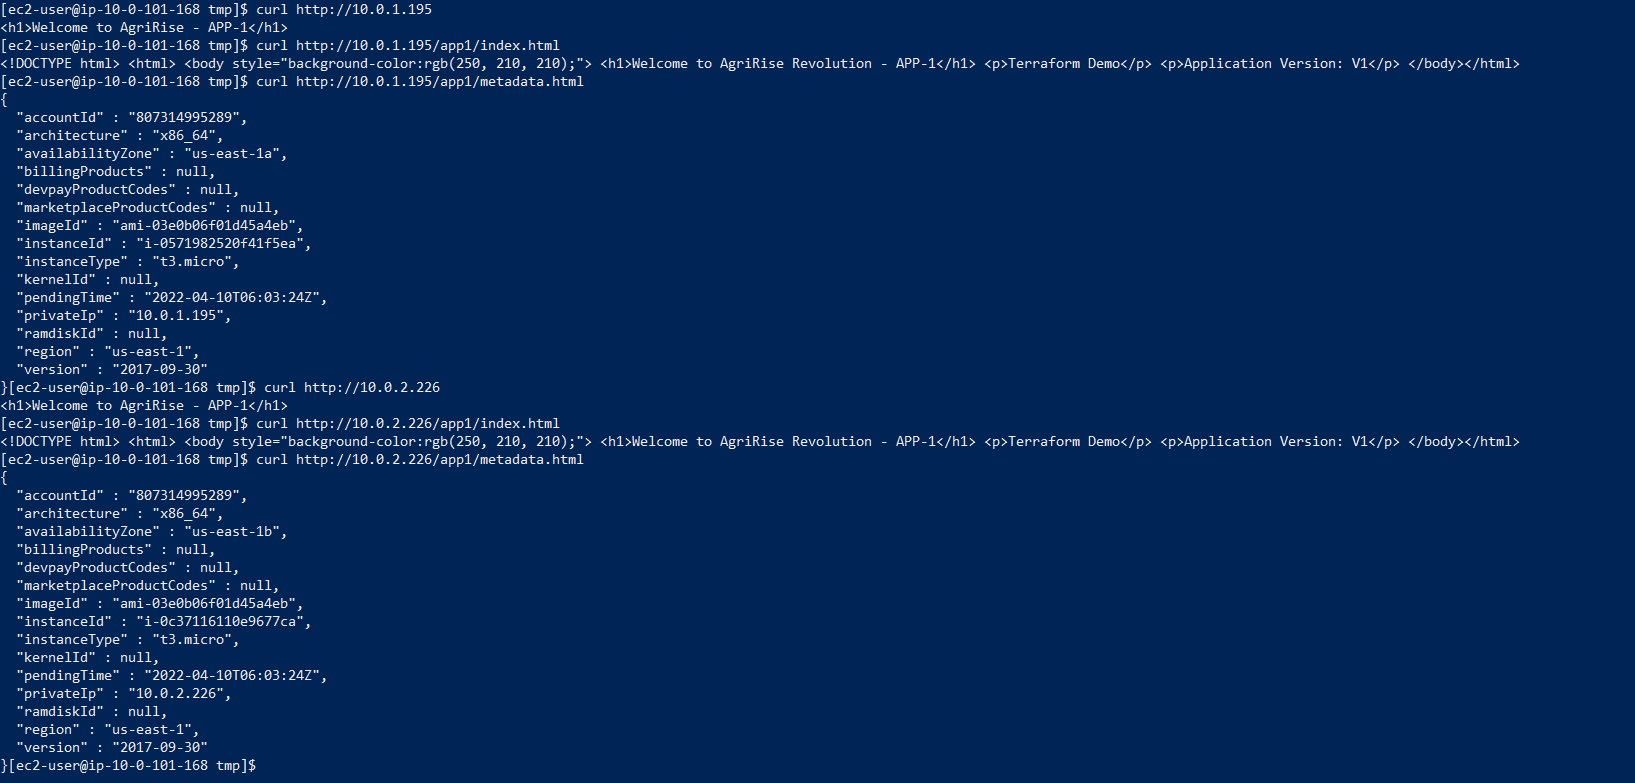 [ec2-user@ip-10-0-101-168 tmp]$ curl http://10.0.1.195
<h1>Welcome to AgriRise - APP-1</h1>
[ec2-user@ip-10-0-101-168 tmp]$ curl http://10.0.1.195/app1/index.html
<!DOCTYPE html> <html> <body style="background-color:rgb(250, 210, 210);"> <h1>Welcome to AgriRise Revolution - APP-1</h1> <p>Terraform Demo</p> <p>Application Version: V1</p> </body></html>
[ec2-user@ip-10-0-101-168 tmp]$ curl http://10.0.1.195/app1/metadata.html
{
  "accountId" : "807314995289",
  "architecture" : "x86_64",
  "availabilityZone" : "us-east-1a",
  "billingProducts" : null,
  "devpayProductCodes" : null,
  "marketplaceProductCodes" : null,
  "imageId" : "ami-03e0b06f01d45a4eb",
  "instanceId" : "i-0571982520f41f5ea",
  "instanceType" : "t3.micro",
  "kernelId" : null,
  "pendingTime" : "2022-04-10T06:03:24Z",
  "privateIp" : "10.0.1.195",
  "ramdiskId" : null,
  "region" : "us-east-1",
  "version" : "2017-09-30"
}[ec2-user@ip-10-0-101-168 tmp]$ curl http://10.0.2.226
<h1>Welcome to AgriRise - APP-1</h1>
[ec2-user@ip-10-0-101-168 tmp]$ curl http://10.0.2.226/app1/index.html
<!DOCTYPE html> <html> <body style="background-color:rgb(250, 210, 210);"> <h1>Welcome to AgriRise Revolution - APP-1</h1> <p>Terraform Demo</p> <p>Application Version: V1</p> </body></html>
[ec2-user@ip-10-0-101-168 tmp]$ curl http://10.0.2.226/app1/metadata.html
{
  "accountId" : "807314995289",
  "architecture" : "x86_64",
  "availabilityZone" : "us-east-1b",
  "billingProducts" : null,
  "devpayProductCodes" : null,
  "marketplaceProductCodes" : null,
  "imageId" : "ami-03e0b06f01d45a4eb",
  "instanceId" : "i-0c37116110e9677ca",
  "instanceType" : "t3.micro",
  "kernelId" : null,
  "pendingTime" : "2022-04-10T06:03:24Z",
  "privateIp" : "10.0.2.226",
  "ramdiskId" : null,
  "region" : "us-east-1",
  "version" : "2017-09-30"
}[ec2-user@ip-10-0-101-168 tmp]$